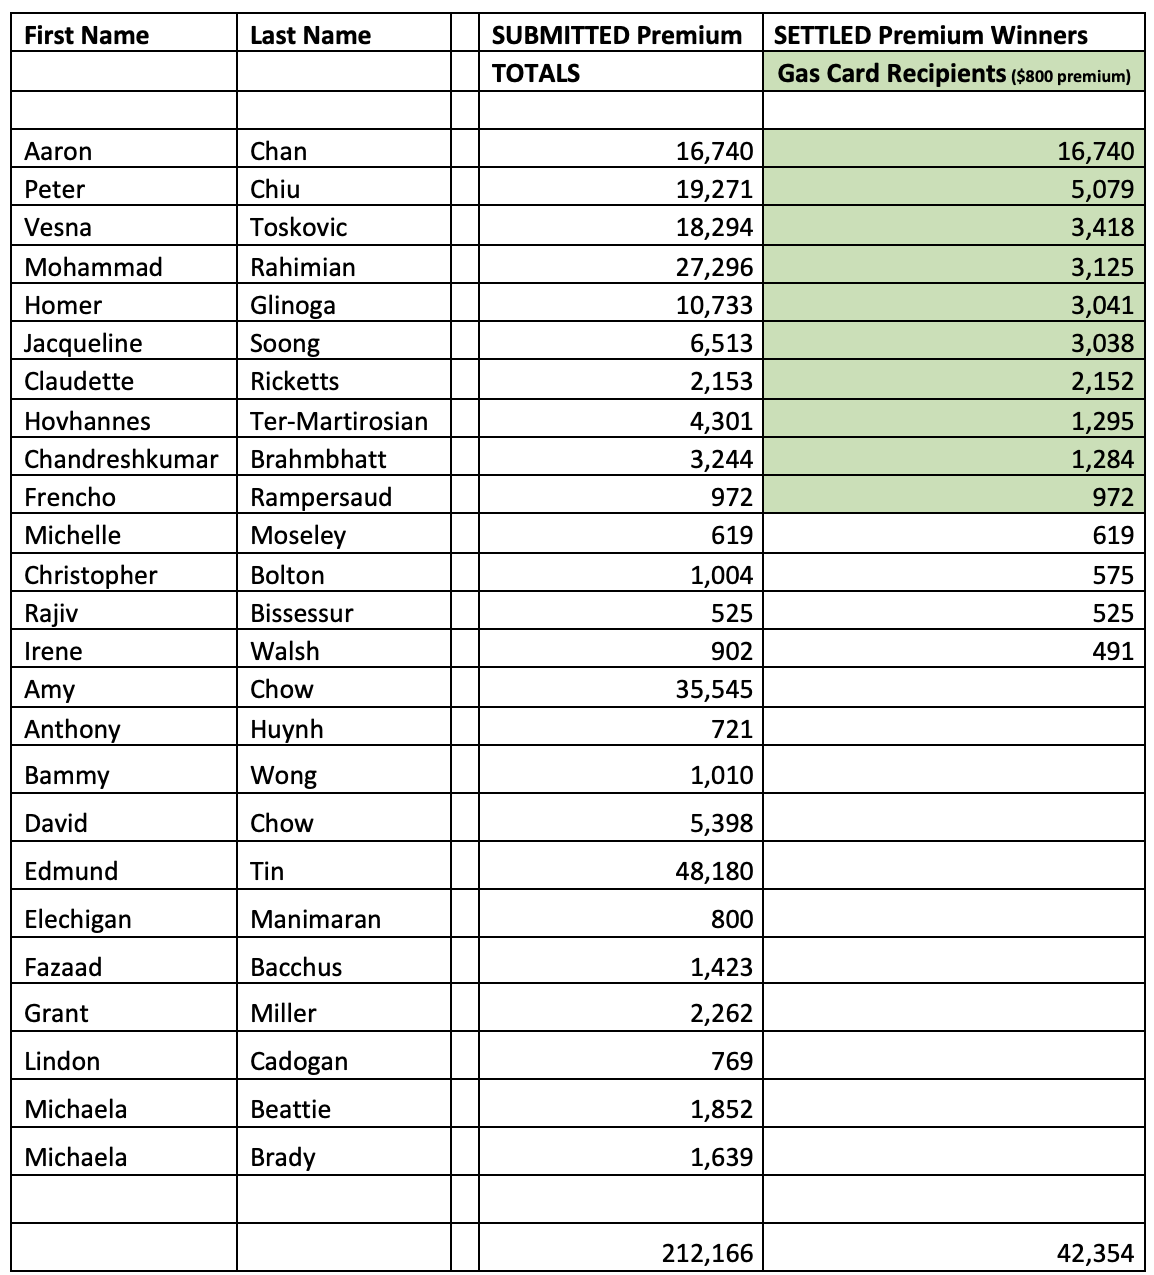 First Name Last Name SUBMITTED Premium SETTLED Premium Winners
TOTALS Gas Card Recipients ($800 premium)
Aaron Chan 16,740 16,740
Peter Chiu 19,271 5,079
Vesna Toskovic 18,294 3,418
Mohammad Rahimian 27,296 3,125
Homer Glinoga 10,733 3,041
Jacqueline Soong 6,513 3,038
Claudette Ricketts 2,153 2,152
Hovhannes Ter-Martirosian 4,301 1,295
Chandreshkumar Brahmbhatt 3,244 1,284
Frencho Rampersaud 972 972
Michelle Moseley 619 619
Christopher Bolton 1,004 575
Rajiv Bissessur 525 525
Irene Walsh 902 491
Amy Chow 35,545
Anthony Huynh 721
Bammy Wong 1,010
David Chow 5,398
Edmund Tin 48,180
Elechigan Manimaran 800
Fazaad Bacchus 1,423
Grant Miller 2,262
Lindon Cadogan 769
Michaela Beattie 1,852
Michaela Brady 1,639
212,166 42,354